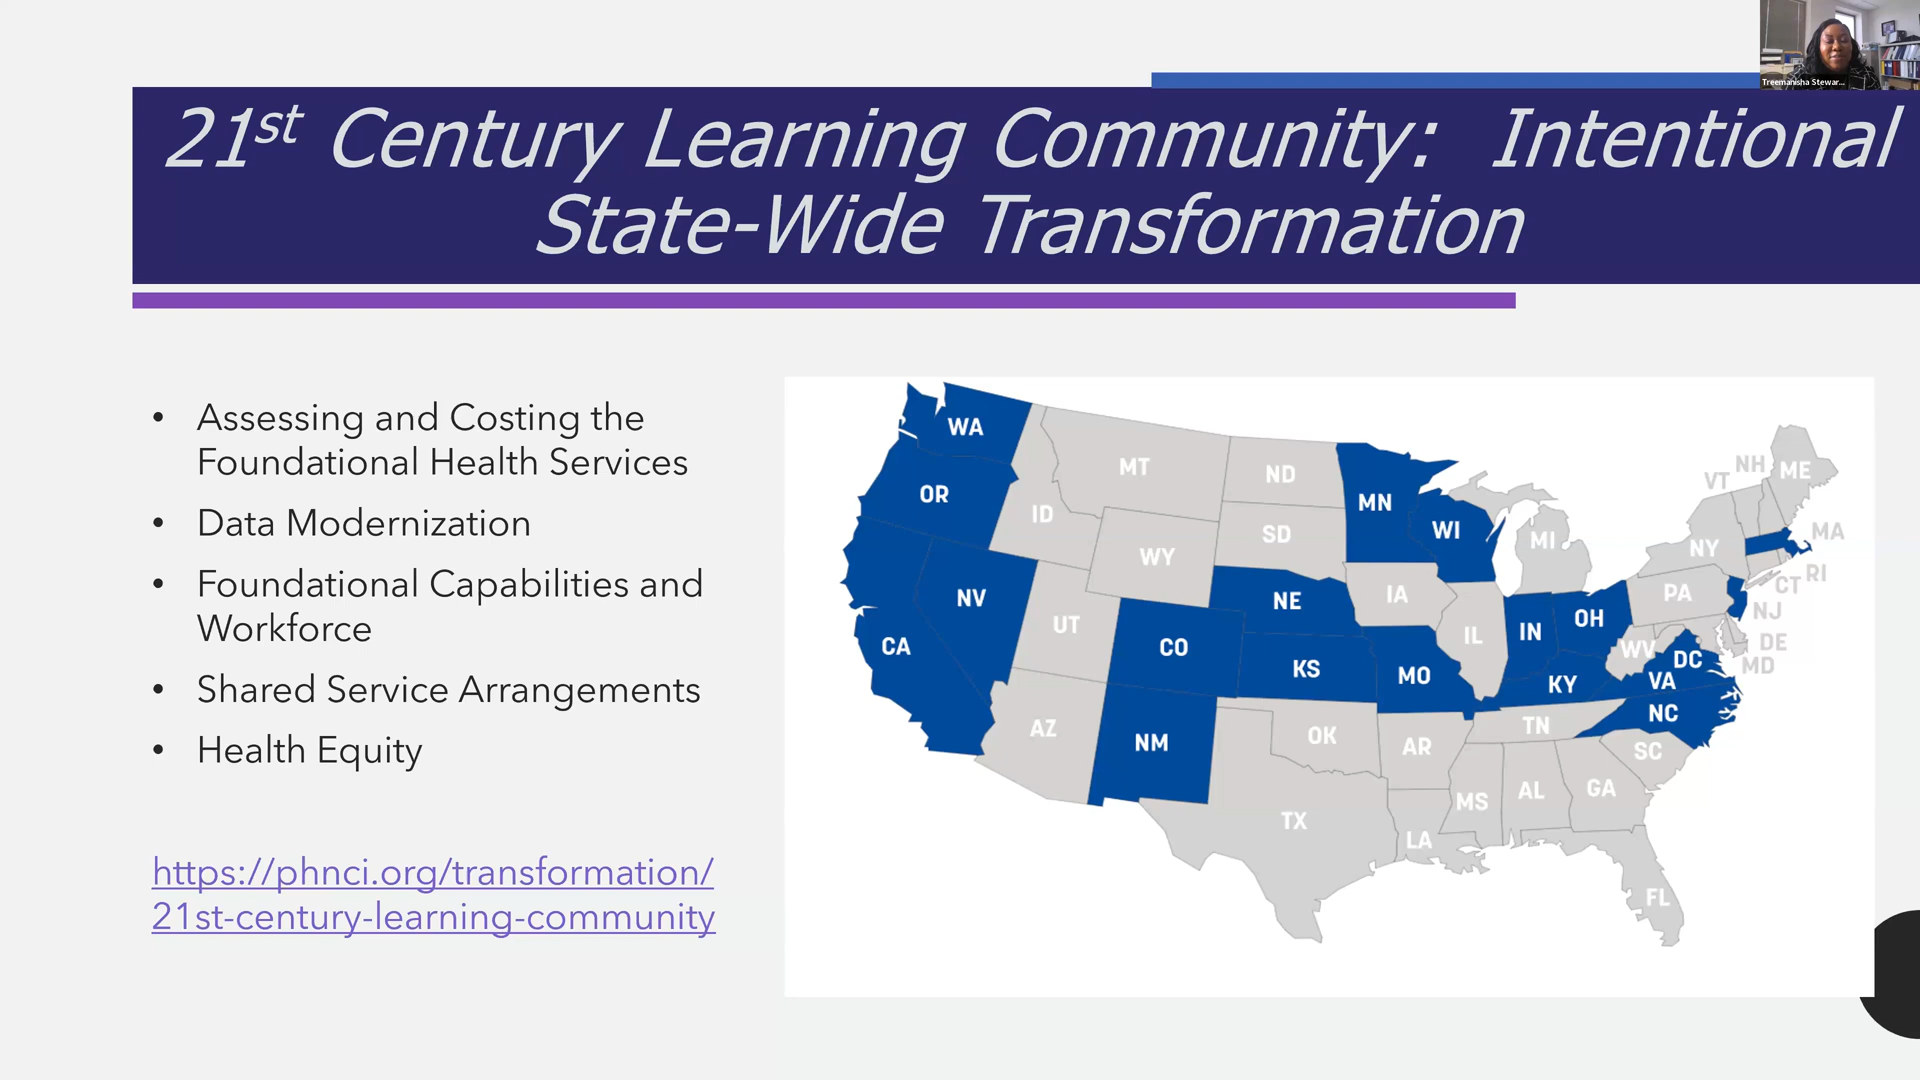 Treemanisha Stewar...
21st Century Learning Community: Intentional
State-Wide Transformation
• Assessing and Costing the
Foundational Health Services
• Data Modernization
• Foundational Capabilities and
Workforce
• Shared Service Arrangements
• Health Equity
https://phnci.org/transformation/
21st-century-learning-community
WA
MT
ND
MN
VT
NH
ME
OR
ID
SD
WI
MI
MA
WY
NY
NV
NE
IA
PA
RI
CT
NJ
UT
CA
CO
KS
MO
IL
IN
OH
WV
DC
DE
MD
KY
VA
AZ
NM
OK
AR
TN
NC
SC
TX
LA
MS
AL
GA
FL